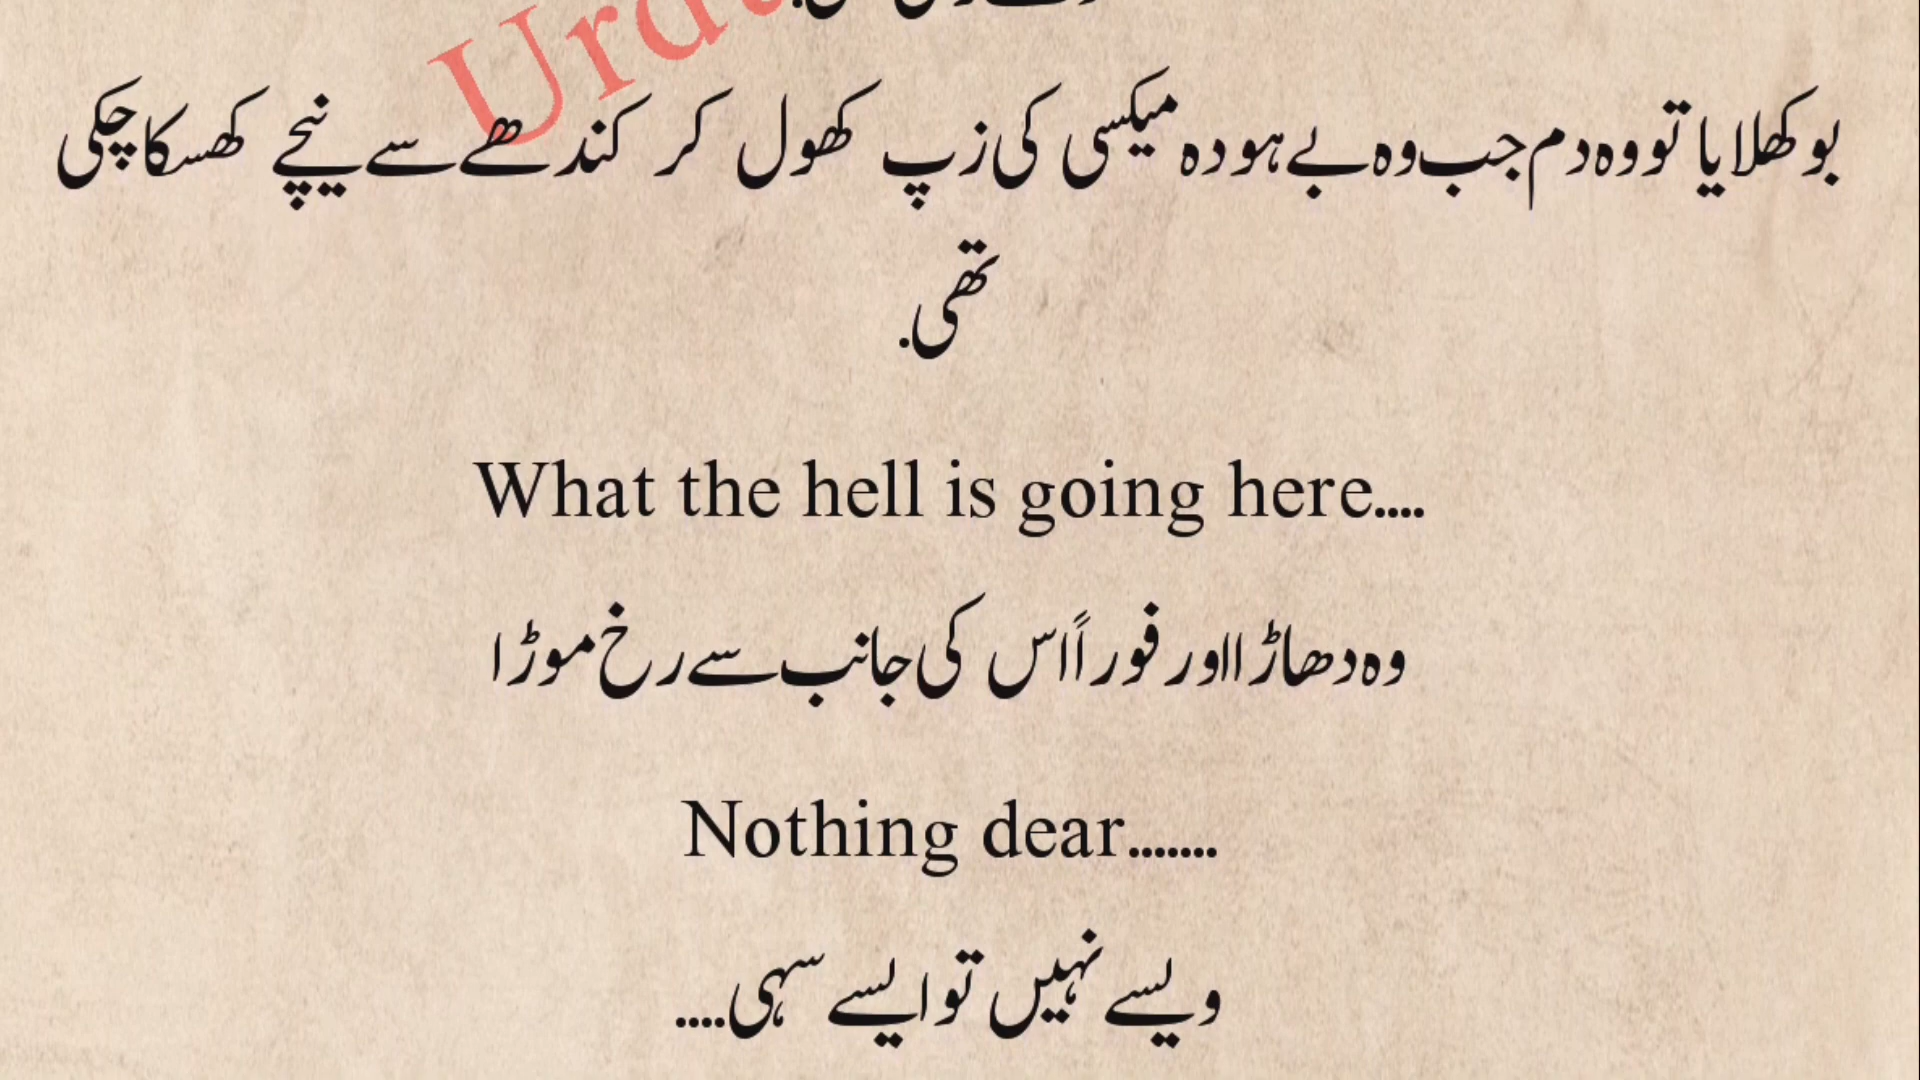 بوکھلایا تو وہ دم جب وہ بے ہودہ میکسی کی زپ کھول کر کندھے سے نیچے کھسکا چکی
تھی.
What the hell is going here....
وہ دھاڑا اور فوراً اس کی جانب سے رخ موڑا
Nothing dear.......
ویسے نہیں تو ایسے سہی....